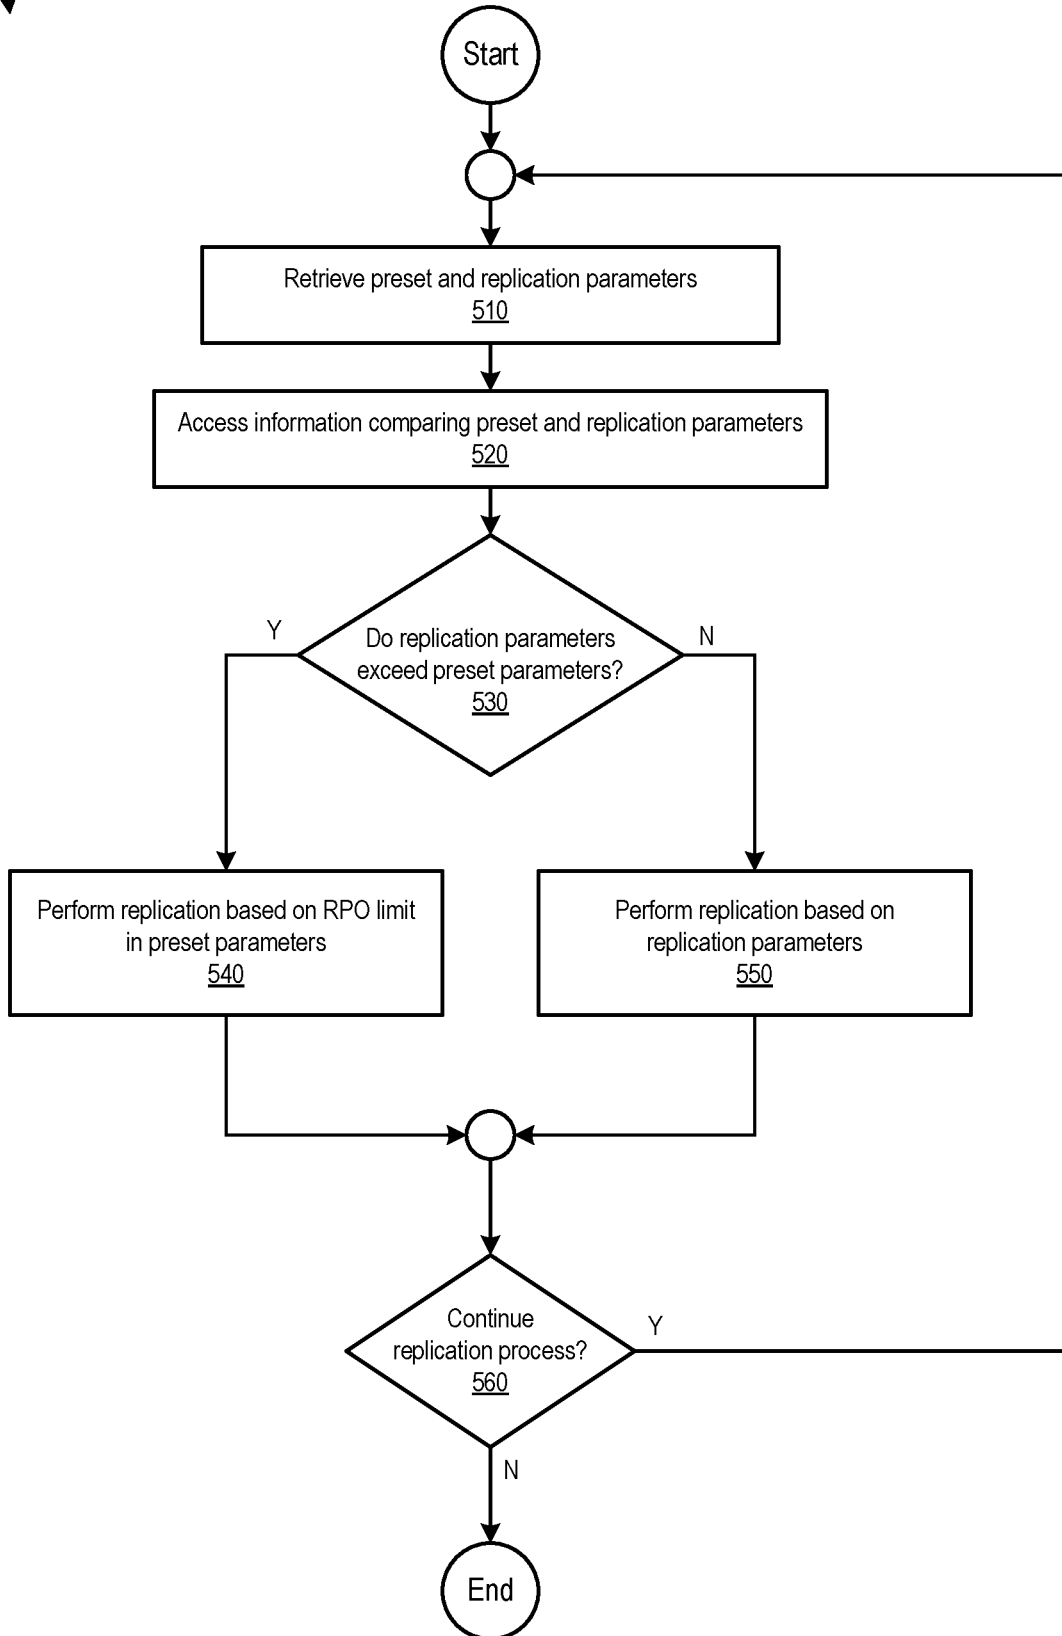 Start
Retrieve preset and replication parameters
510
Access information comparing preset and replication parameters
520
Y
N
Do replication parameters
exceed preset parameters?
530
Perform replication based on RPO limit
in preset parameters
540
Perform replication based on
replication parameters
550
Continue
replication process?
560
Y
N
End